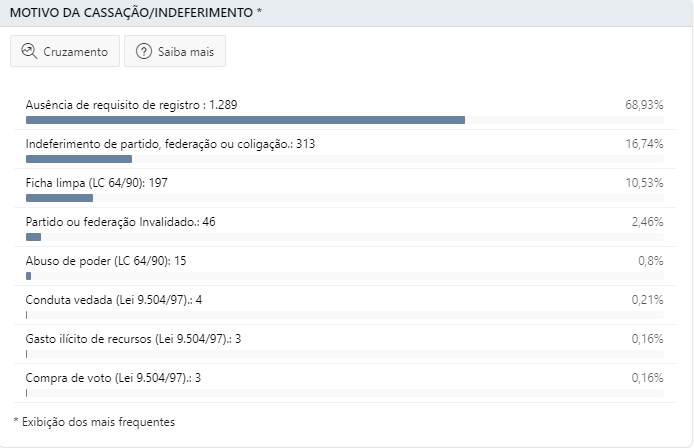 MOTIVO DA CASSAÇÃO/INDEFERIMENTO *
Cruzamento Saiba mais
Ausência de requisito de registro : 1.289 68,93%
Indeferimento de partido, federação ou coligação.: 313 16,74%
Ficha limpa (LC 64/90): 197 10,53%
Partido ou federação Invalidado.: 46 2,46%
Abuso de poder (LC 64/90): 15 0,8%
Conduta vedada (Lei 9.504/97).: 4 0,21%
Gasto ilícito de recursos (Lei 9.504/97).: 3 0,16%
Compra de voto (Lei 9.504/97).: 3 0,16%
* Exibição dos mais frequentes